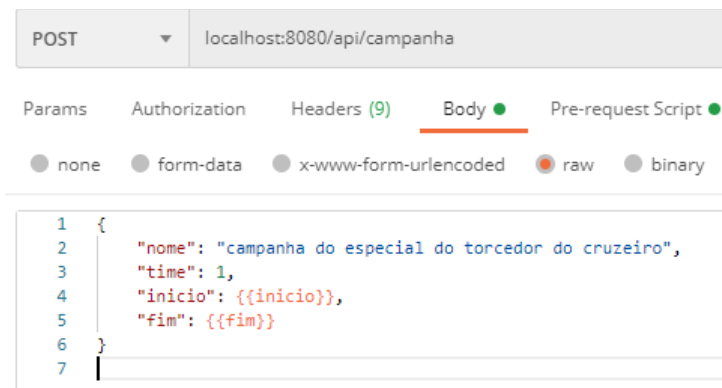 POST localhost:8080/api/campanha
Params Authorization Headers (9) Body Pre-request Script
none form-data x-www-form-urlencoded raw binary
1 {
2 "nome": "campanha do especial do torcedor do cruzeiro",
3 "time": 1,
4 "inicio": {{inicio}},
5 "fim": {{fim}}
6 }
7